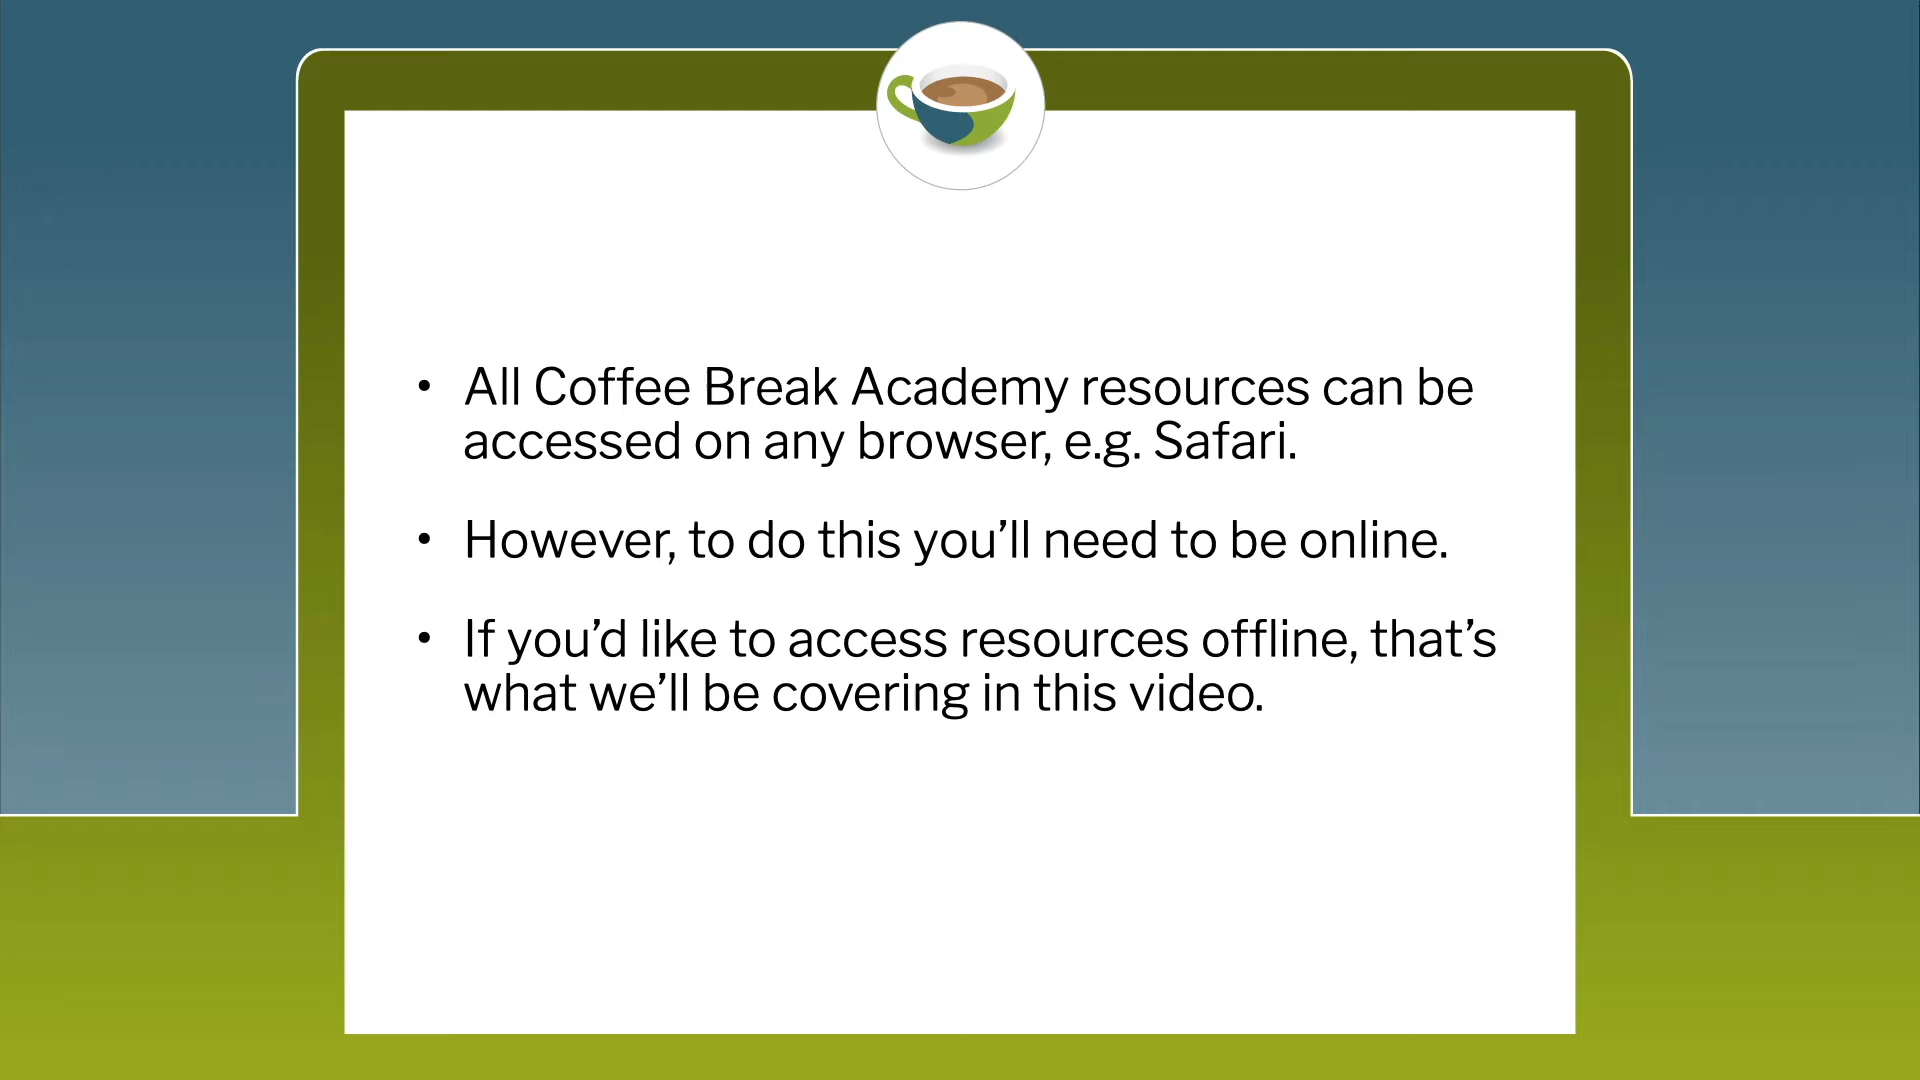 • All Coffee Break Academy resources can be
accessed on any browser, e.g. Safari.
• However, to do this you’ll need to be online.
• If you’d like to access resources offline, that’s
what we’ll be covering in this video.